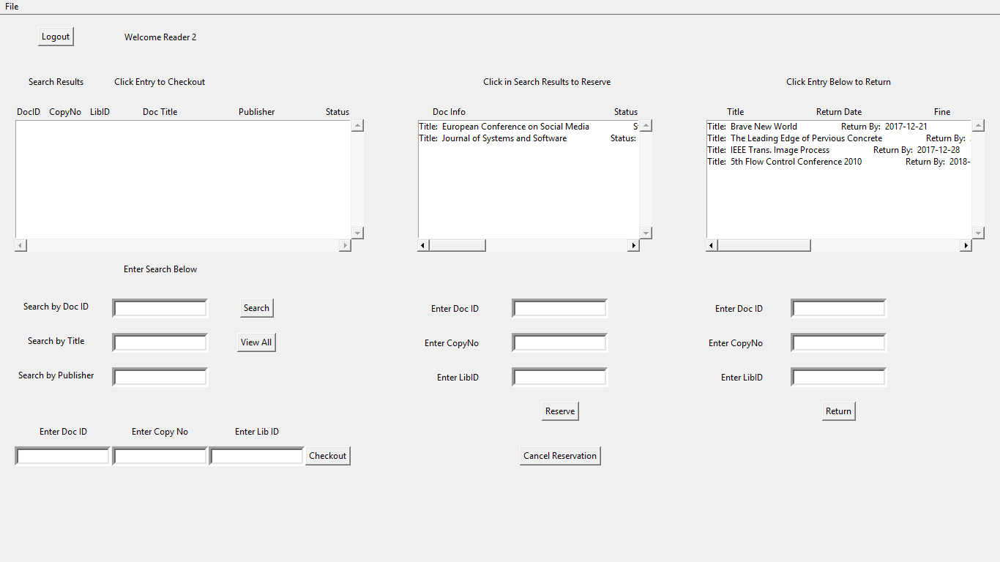 File
Logout Welcome Reader 2
Search Results Click Entry to Checkout Click in Search Results to Reserve Click Entry Below to Return
DocID CopyNo LibID Doc Title Publisher Status Doc Info Status Title Return Date Fine
Title: European Conference on Social Media S
Title: Journal of Systems and Software Status:
Title: Brave New World Return By: 2017-12-21
Title: The Leading Edge of Pervious Concrete Return By:
Title: IEEE Trans. Image Process Return By: 2017-12-28
Title: 5th Flow Control Conference 2010 Return By: 2018-
Enter Search Below
Search by Doc ID Search Enter Doc ID Enter Doc ID
Search by Title View All Enter CopyNo Enter CopyNo
Search by Publisher Enter LibID Enter LibID
Reserve Return
Enter Doc ID Enter Copy No Enter Lib ID
Checkout Cancel Reservation